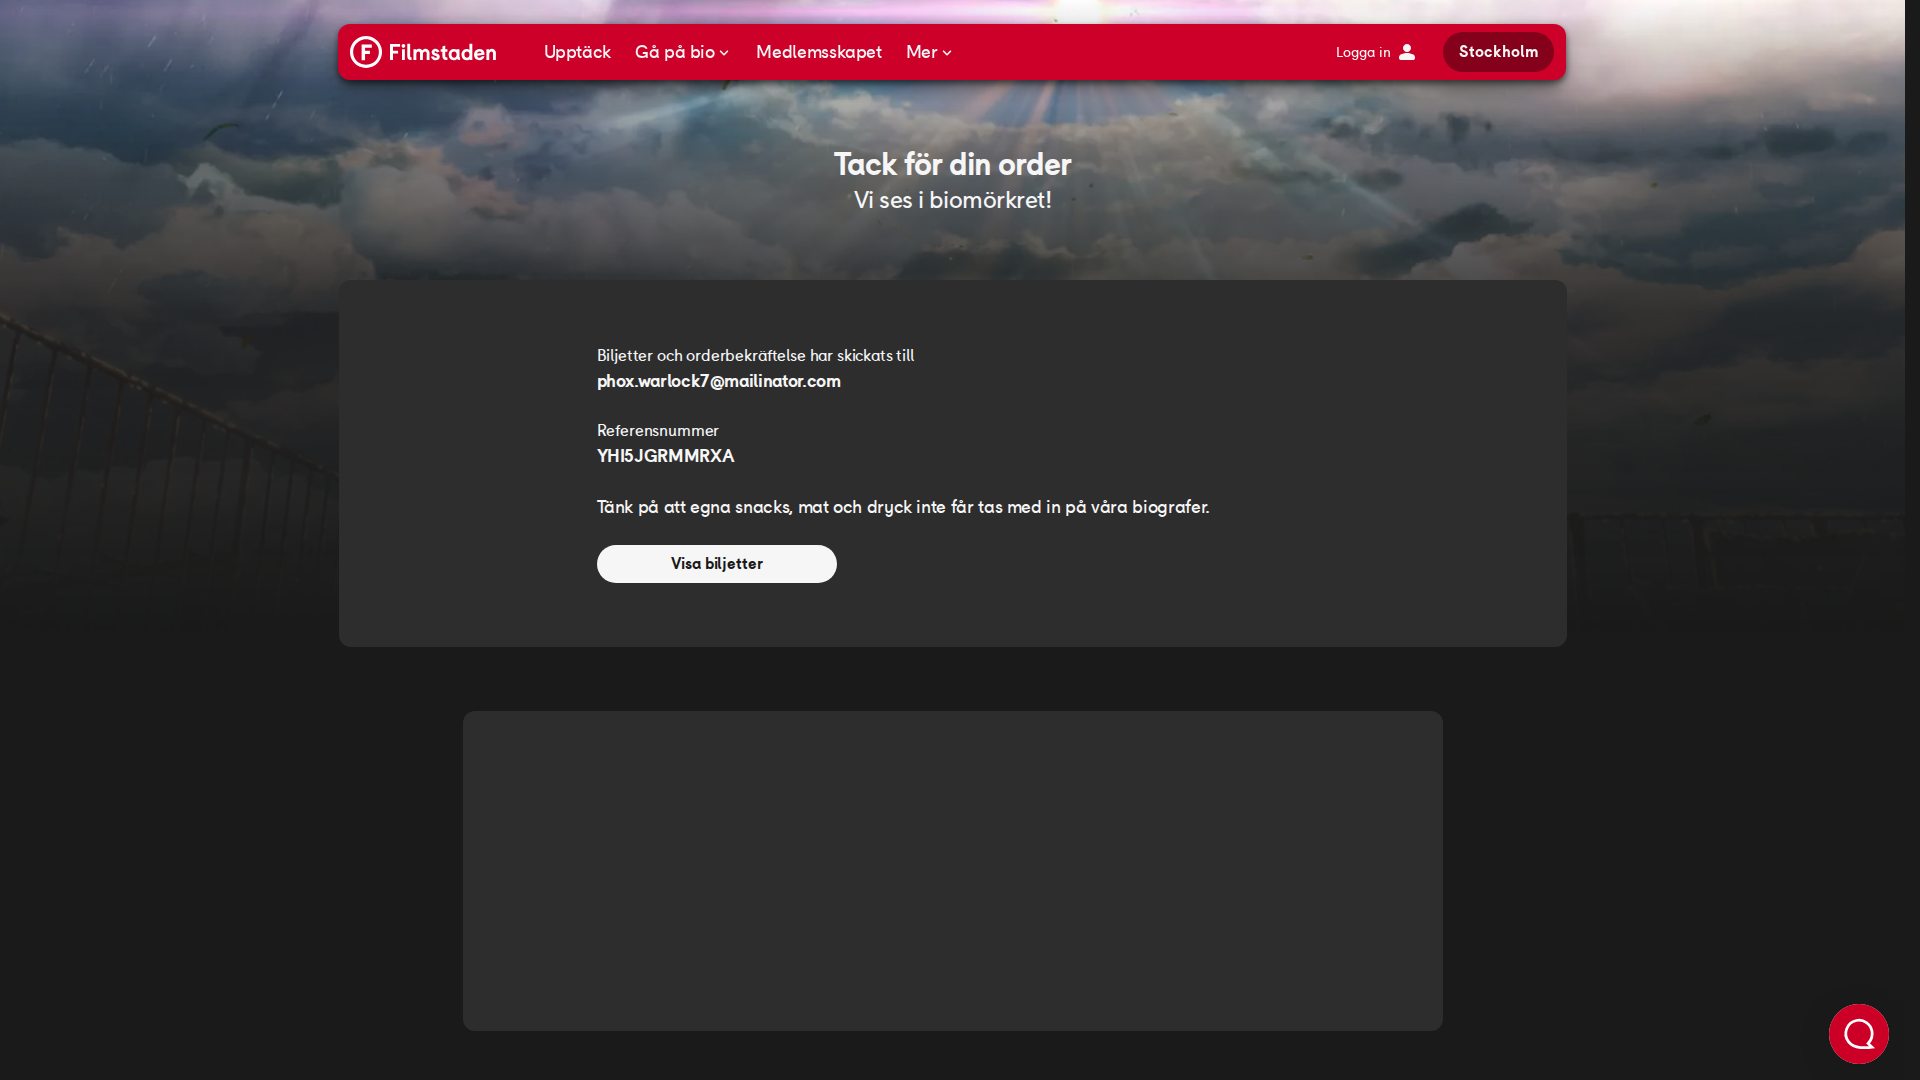 Filmstaden
Upptäck
Gå på bio
Medlemsskapet
Mer
Logga in
Stockholm
Tack för din order
Vi ses i biomörkret!
Biljetter och orderbekräftelse har skickats till
phox.warlock7@mailinator.com
Referensnummer
YHI5JGRMMRXA
Tänk på att egna snacks, mat och dryck inte får tas med in på våra biografer.
Visa biljetter